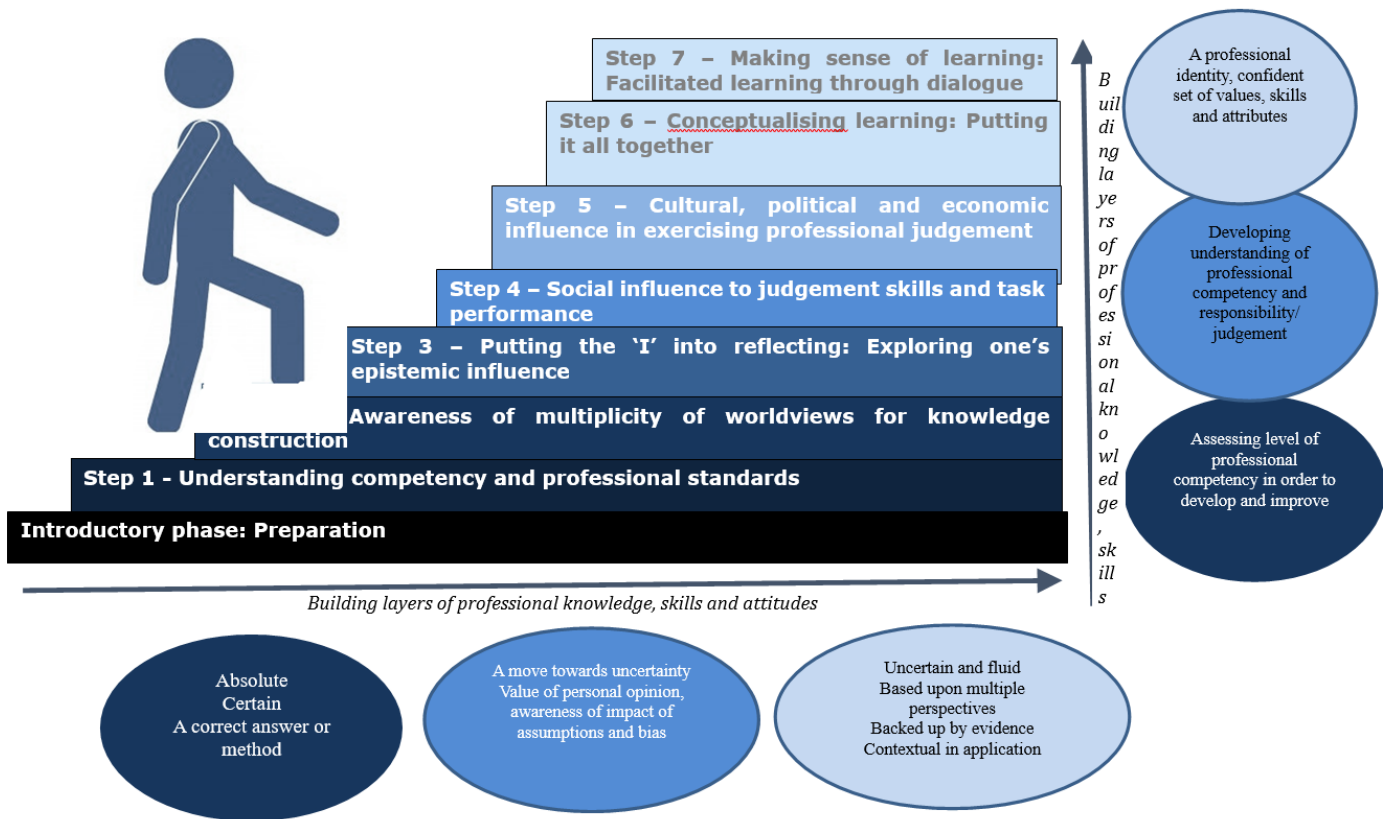 Step 7 – Making sense of learning:
Facilitated learning through dialogue
Step 6 – Conceptualising learning: Putting
it all together
Step 5 – Cultural, political and economic
influence in exercising professional judgement
Step 4 – Social influence to judgement skills and task
performance
Step 3 – Putting the ‘I’ into reflecting: Exploring one’s
epistemic influence
Awareness of multiplicity of worldviews for knowledge
construction
Step 1 - Understanding competency and professional standards
Introductory phase: Preparation
Building layers of professional knowledge, skills and attitudes
B
uil
di
ng
la
ye
rs
of
pr
of
es
si
on
al
kn
o
wl
ed
ge
,
sk
ill
s
A professional
identity, confident
set of values, skills
and attributes
Developing
understanding of
professional
competency and
responsibility/
judgement
Assessing level of
professional
competency in order to
develop and improve
Absolute
Certain
A correct answer or
method
A move towards uncertainty
Value of personal opinion,
awareness of impact of
assumptions and bias
Uncertain and fluid
Based upon multiple
perspectives
Backed up by evidence
Contextual in application